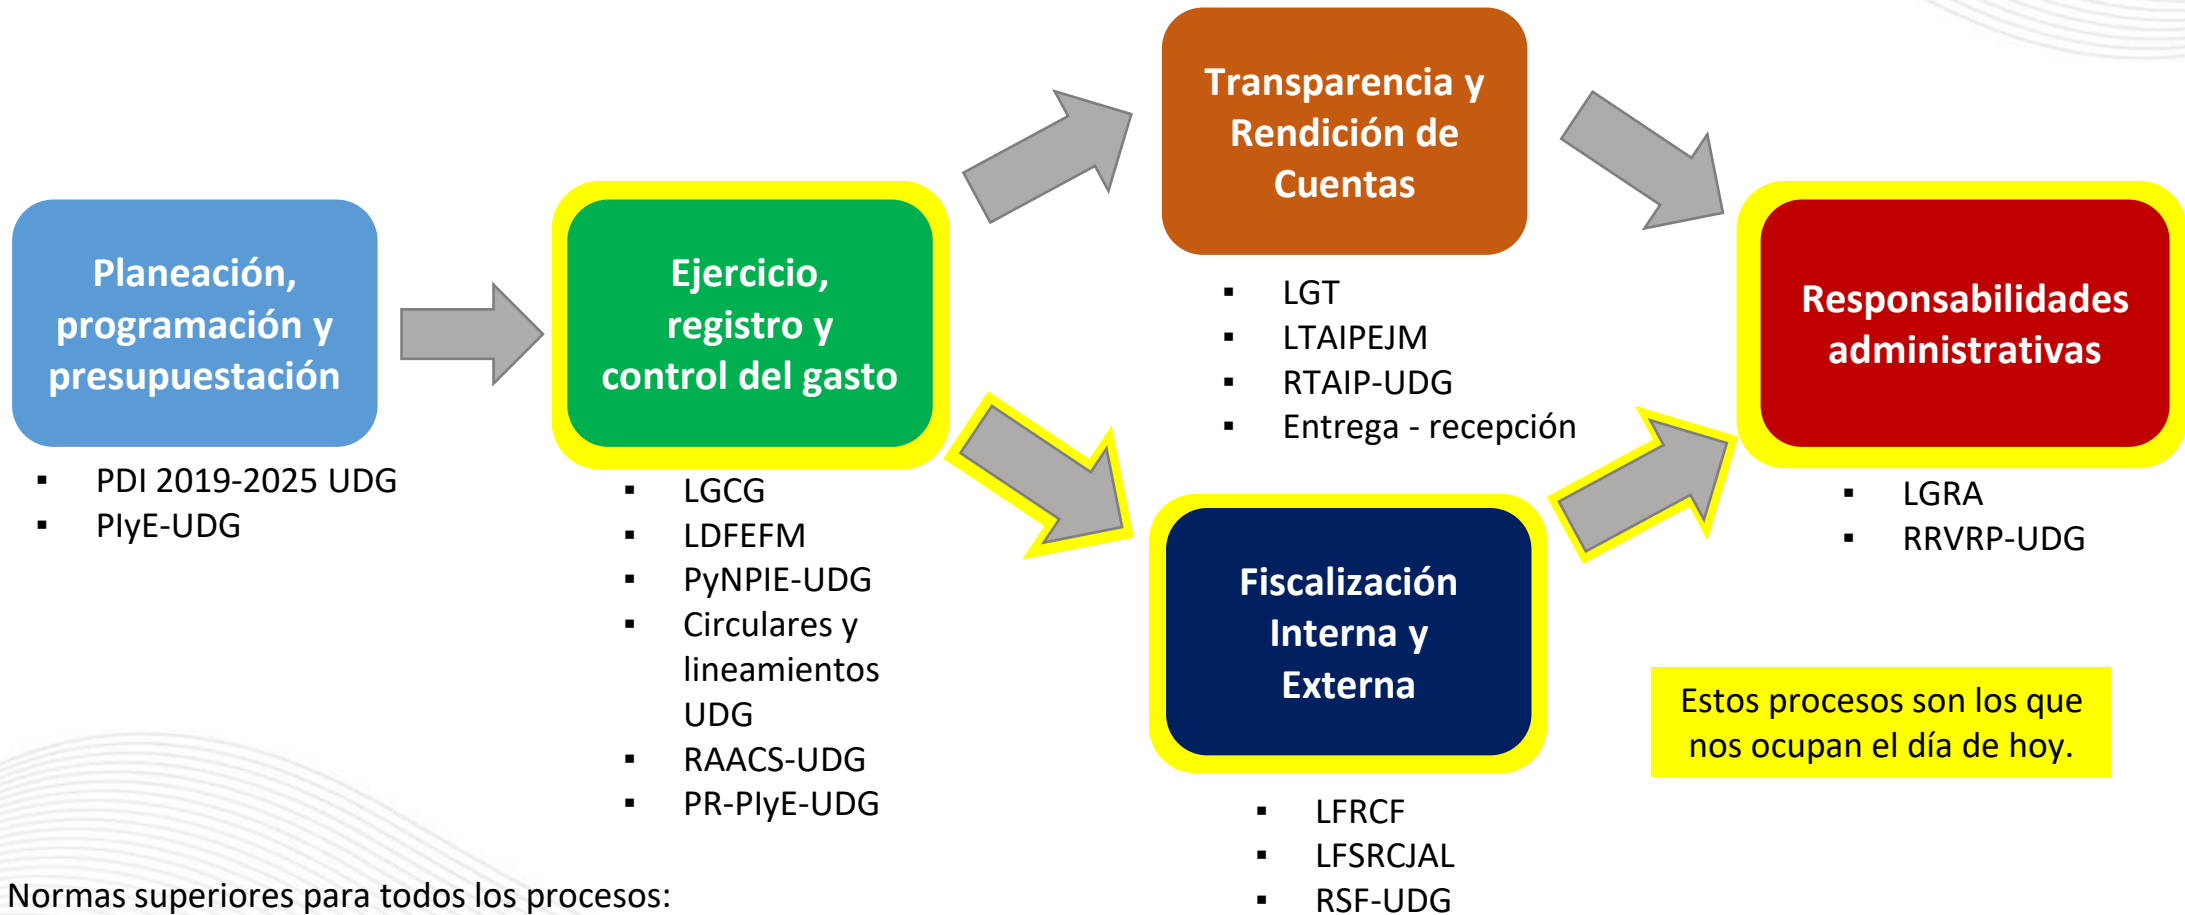 Planeación,
programación y
presupuestación
▪ PDI 2019-2025 UDG
▪ PIyE-UDG
Ejercicio,
registro y
control del gasto
▪ LGCG
▪ LDFEFM
▪ PyNPIE-UDG
▪ Circulares y
lineamientos
UDG
▪ RAACS-UDG
▪ PR-PIyE-UDG
Transparencia y
Rendición de
Cuentas
▪ LGT
▪ LTAIPEJM
▪ RTAIP-UDG
▪ Entrega - recepción
Fiscalización
Interna y
Externa
▪ LFRCF
▪ LFSRCJAL
▪ RSF-UDG
Responsabilidades
administrativas
▪ LGRA
▪ RRVRP-UDG
Estos procesos son los que
nos ocupan el día de hoy.
Normas superiores para todos los procesos: